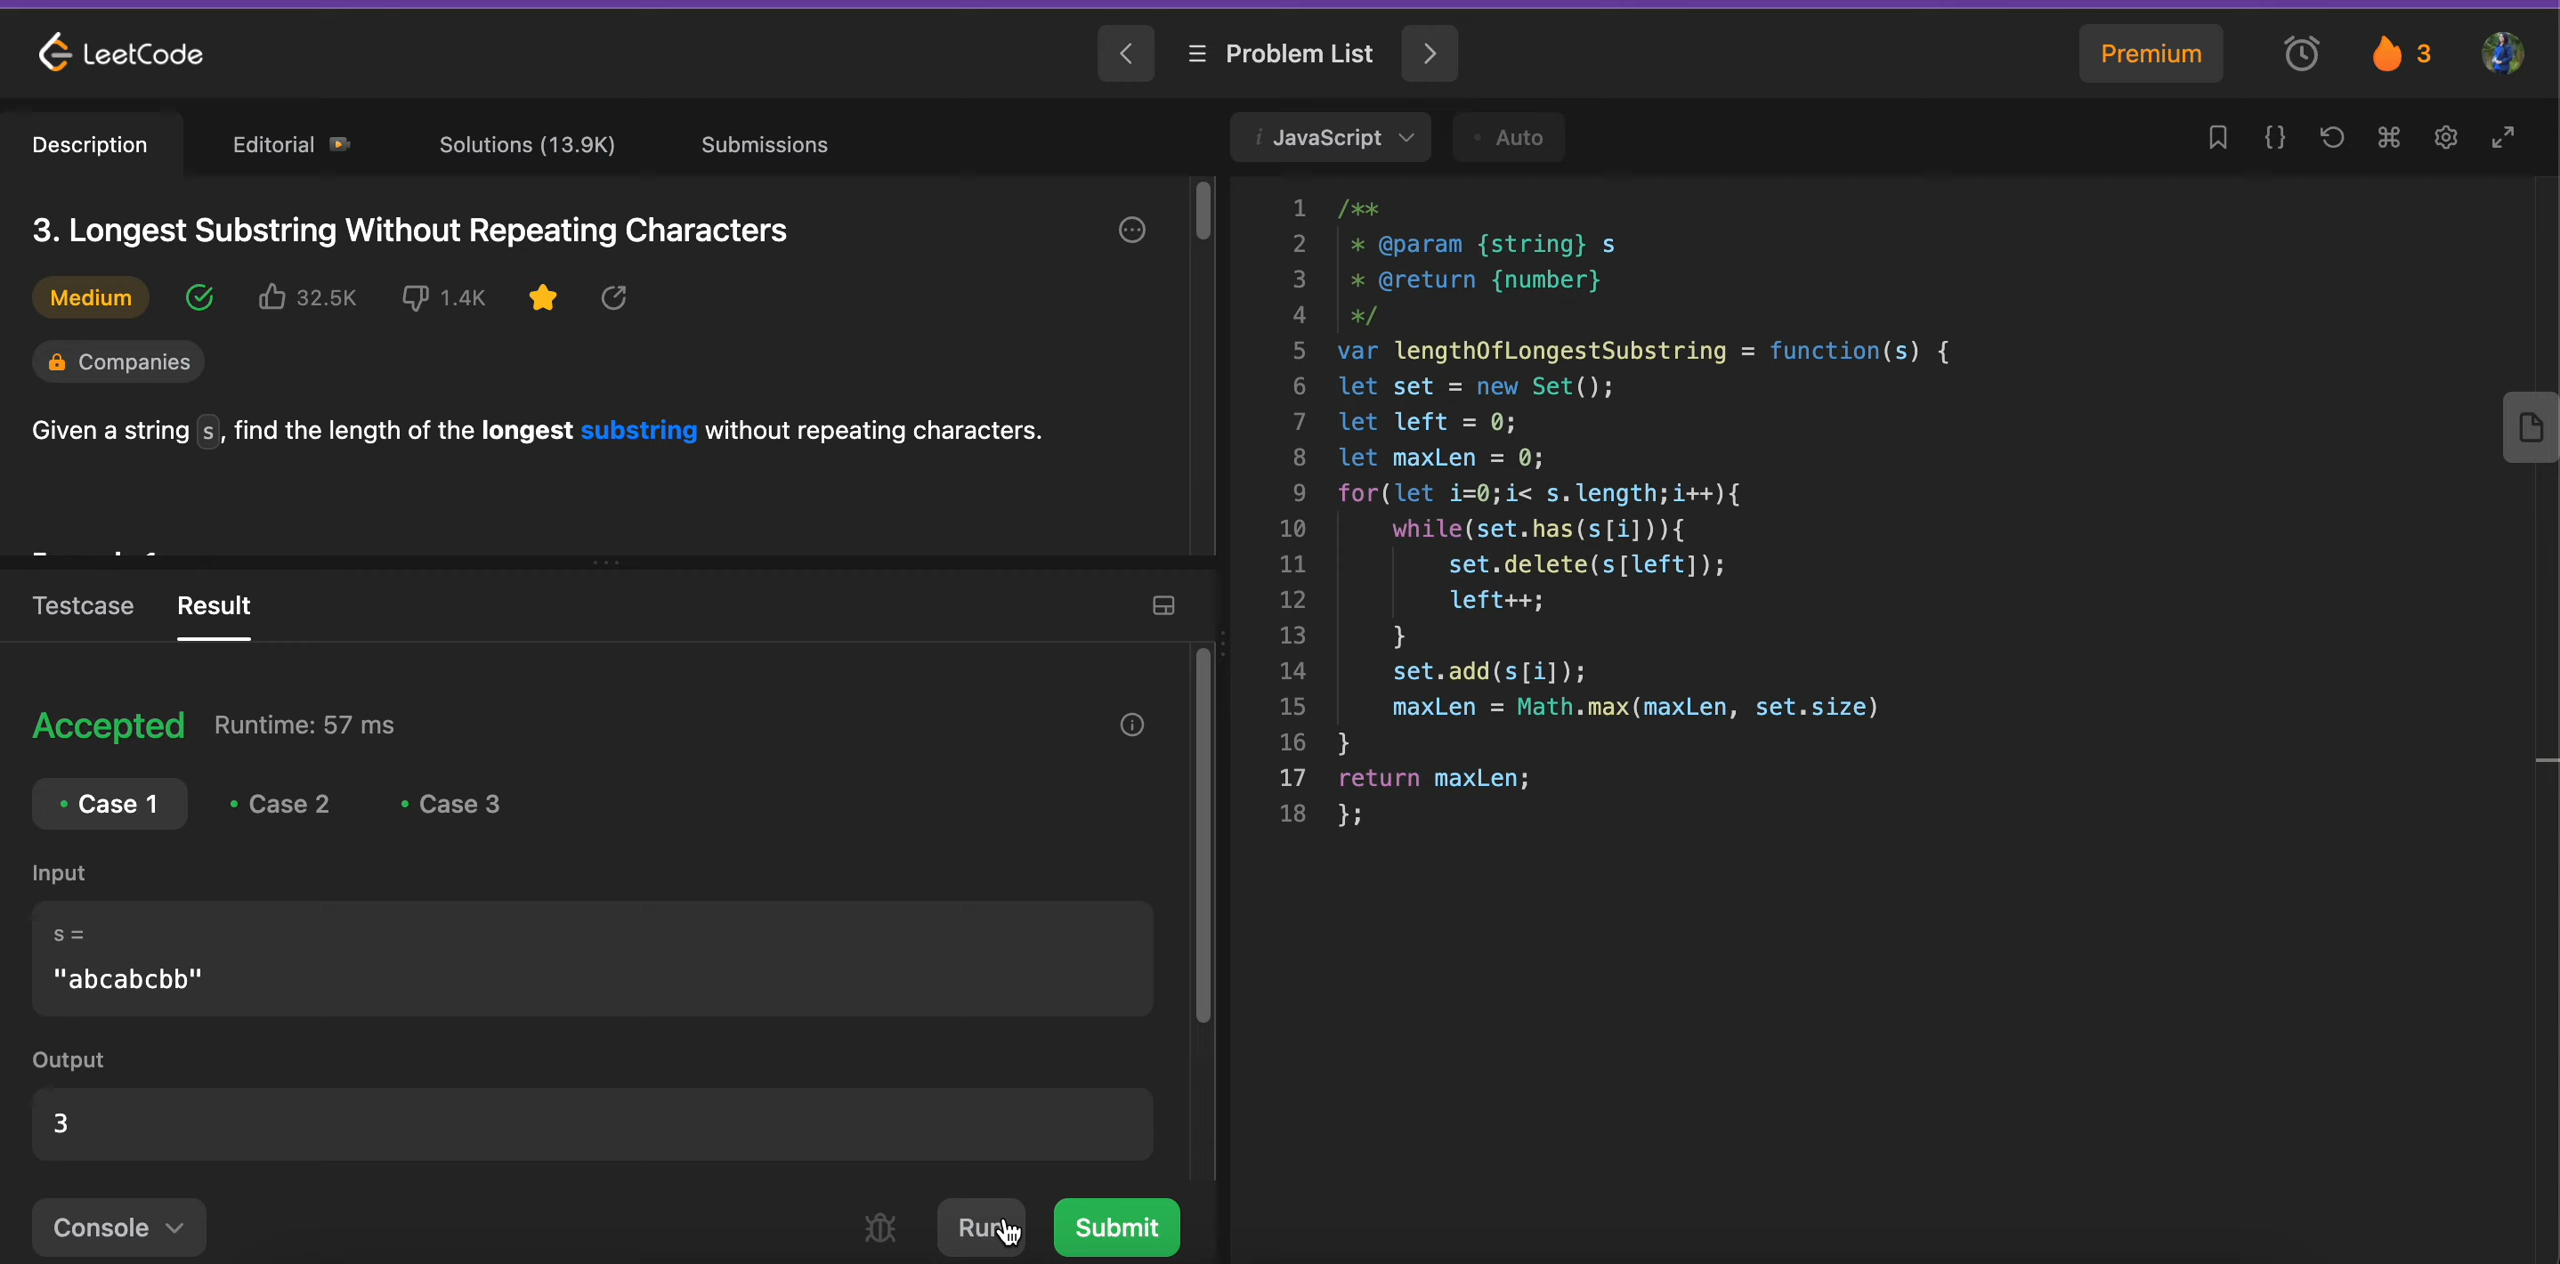 LeetCode
Problem List
Premium
3
Description
Editorial
Solutions (13.9K)
Submissions
3. Longest Substring Without Repeating Characters
Medium
32.5K
1.4K
Companies
Given a string s, find the length of the longest substring without repeating characters.
Testcase
Result
Accepted
Runtime: 57 ms
• Case 1
• Case 2
• Case 3
Input
s =
"abcabcbb"
Output
3
Console
Run
Submit
i JavaScript
• Auto
1 /**
2 * @param {string} s
3 * @return {number}
4 */
5 var lengthOfLongestSubstring = function(s) {
6 let set = new Set();
7 let left = 0;
8 let maxLen = 0;
9 for(let i=0;i< s.length;i++){
10 while(set.has(s[i])){
11 set.delete(s[left]);
12 left++;
13 }
14 set.add(s[i]);
15 maxLen = Math.max(maxLen, set.size)
16 }
17 return maxLen;
18 };